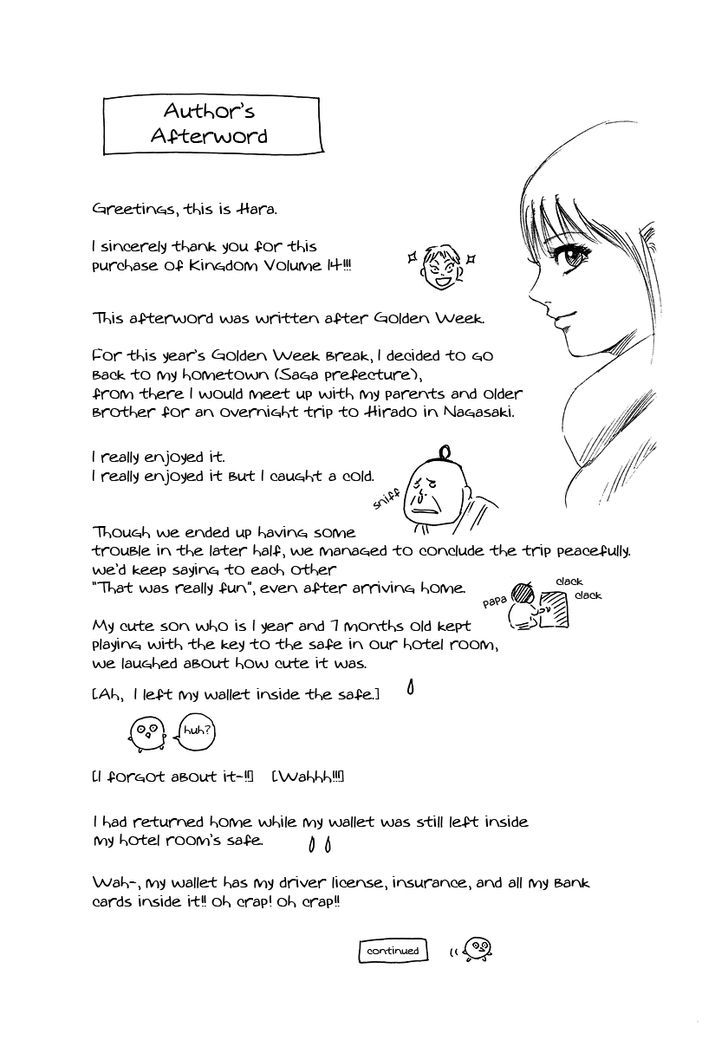 Author's
Afterword
Greetings, this is Hara.
I sincerely thank you for this
purchase of Kingdom Volume 14!!!
This afterword was written after Golden Week.
For this year's Golden Week Break, I decided to go
back to my hometown (Saga prefecture),
from there I would meet up with my parents and older
brother for an overnight trip to Hirado in Nagasaki.
I really enjoyed it.
I really enjoyed it but I caught a cold.
sniff
Though we ended up having some
trouble in the later half, we managed to conclude the trip peacefully.
we'd keep saying to each other
"That was really fun", even after arriving home.
papa
clack
clack
My cute son who is 1 year and 7 months old kept
playing with the key to the safe in our hotel room,
we laughed about how cute it was.
[Ah, I left my wallet inside the safe.]
huh?
[I forgot about it~!!] [Wahhh!!!]
I had returned home while my wallet was still left inside
my hotel room's safe.
Wah~, my wallet has my driver license, insurance, and all my bank
cards inside it!! oh crap! oh crap!!
continued